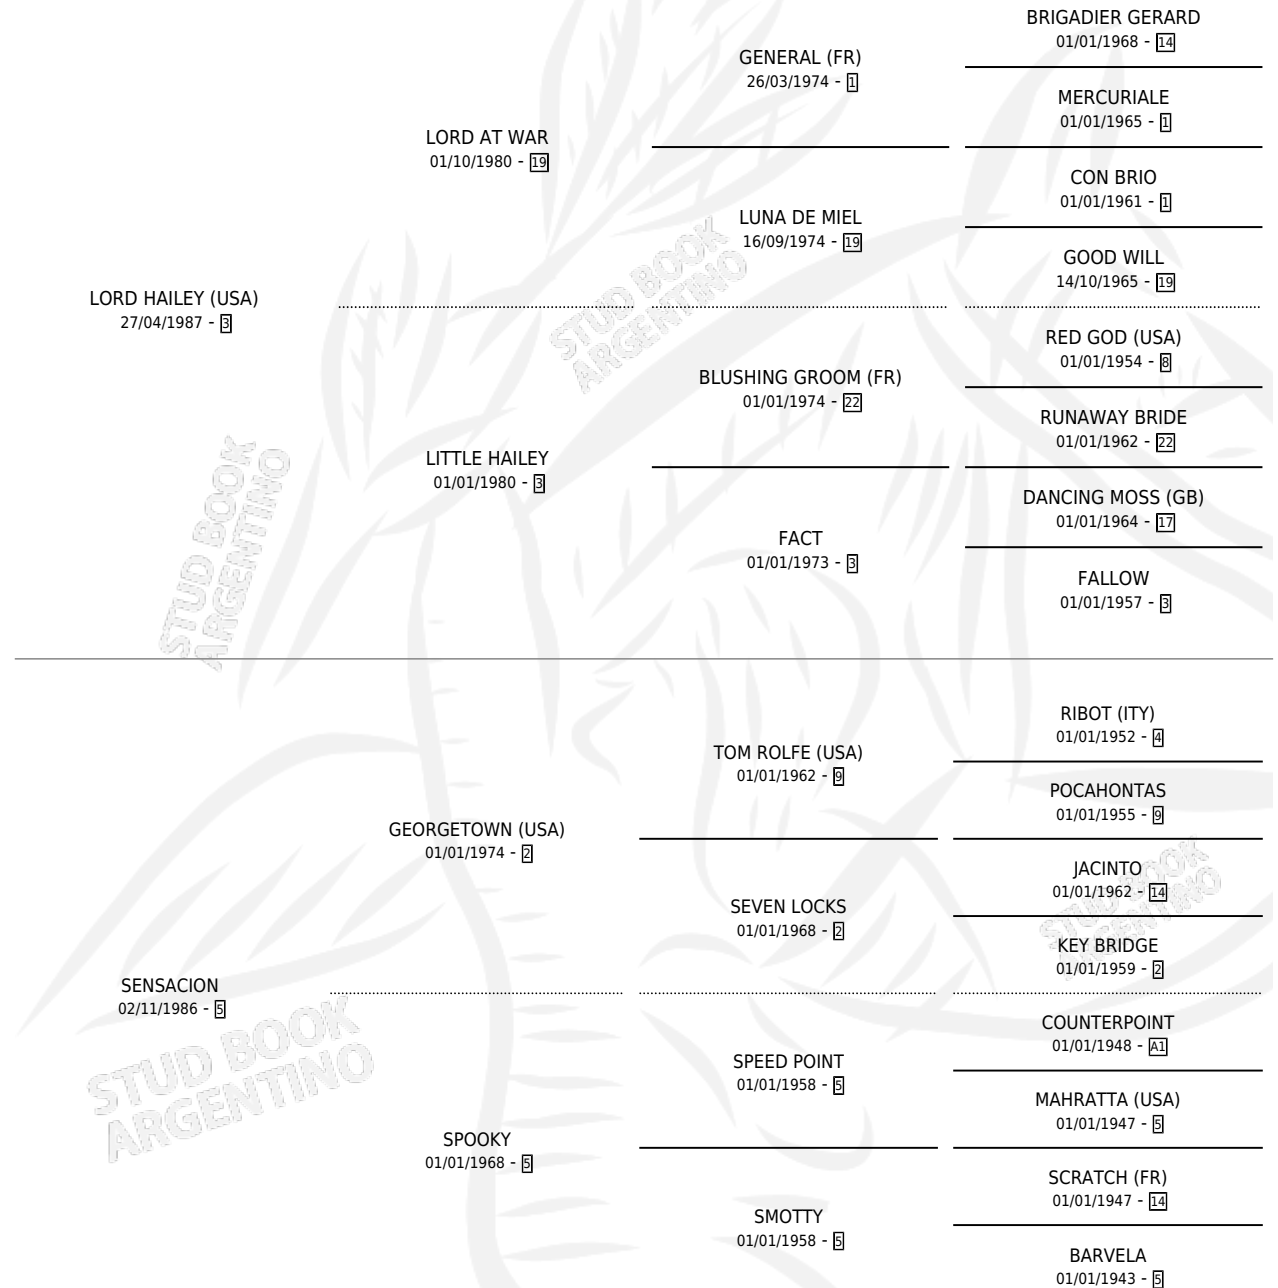 BRIGADIER GERARD
01/01/1968 - 14
GENERAL (FR)
26/03/1974 - 1
MERCURIALE
01/01/1965 - 1
LORD AT WAR
01/10/1980 - 19
CON BRIO
01/01/1961 - 1
LUNA DE MIEL
16/09/1974 - 19
GOOD WILL
14/10/1965 - 19
LORD HAILEY (USA)
27/04/1987 - 3
RED GOD (USA)
01/01/1954 - 8
BLUSHING GROOM (FR)
01/01/1974 - 22
RUNAWAY BRIDE
01/01/1962 - 22
LITTLE HAILEY
01/01/1980 - 3
DANCING MOSS (GB)
01/01/1964 - 17
FACT
01/01/1973 - 3
FALLOW
01/01/1957 - 3
RIBOT (ITY)
01/01/1952 - 4
TOM ROLFE (USA)
01/01/1962 - 9
POCAHONTAS
01/01/1955 - 9
GEORGETOWN (USA)
01/01/1974 - 2
JACINTO
01/01/1962 - 14
SEVEN LOCKS
01/01/1968 - 2
KEY BRIDGE
01/01/1959 - 2
SENSACION
02/11/1986 - 5
COUNTERPOINT
01/01/1948 - A1
SPEED POINT
01/01/1958 - 5
MAHRATTA (USA)
01/01/1947 - 5
SPOOKY
01/01/1968 - 5
SCRATCH (FR)
01/01/1947 - 14
SMOTTY
01/01/1958 - 5
BARVELA
01/01/1943 - 5
STUD BOOK
ARGENTINO
STUD BOOK
ARGENTINO
STUD BOOK
ARGENTINO
STUD BOOK
ARGENTINO